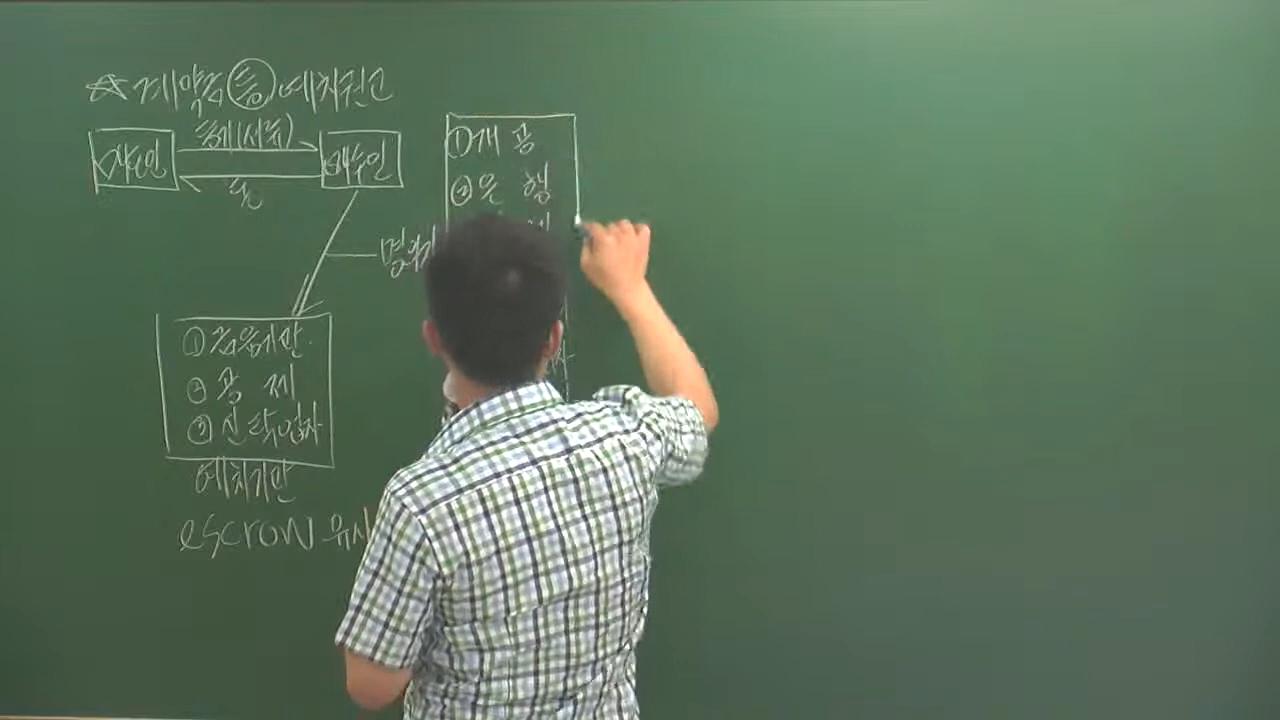 ☆ 계약금 등 예치권고
등기(서류)
매도인
매수인
돈
명의
① 금융기관
② 공 제
③ 신탁업자
예치기관
escrow 유사
① 개 공
② 은 행